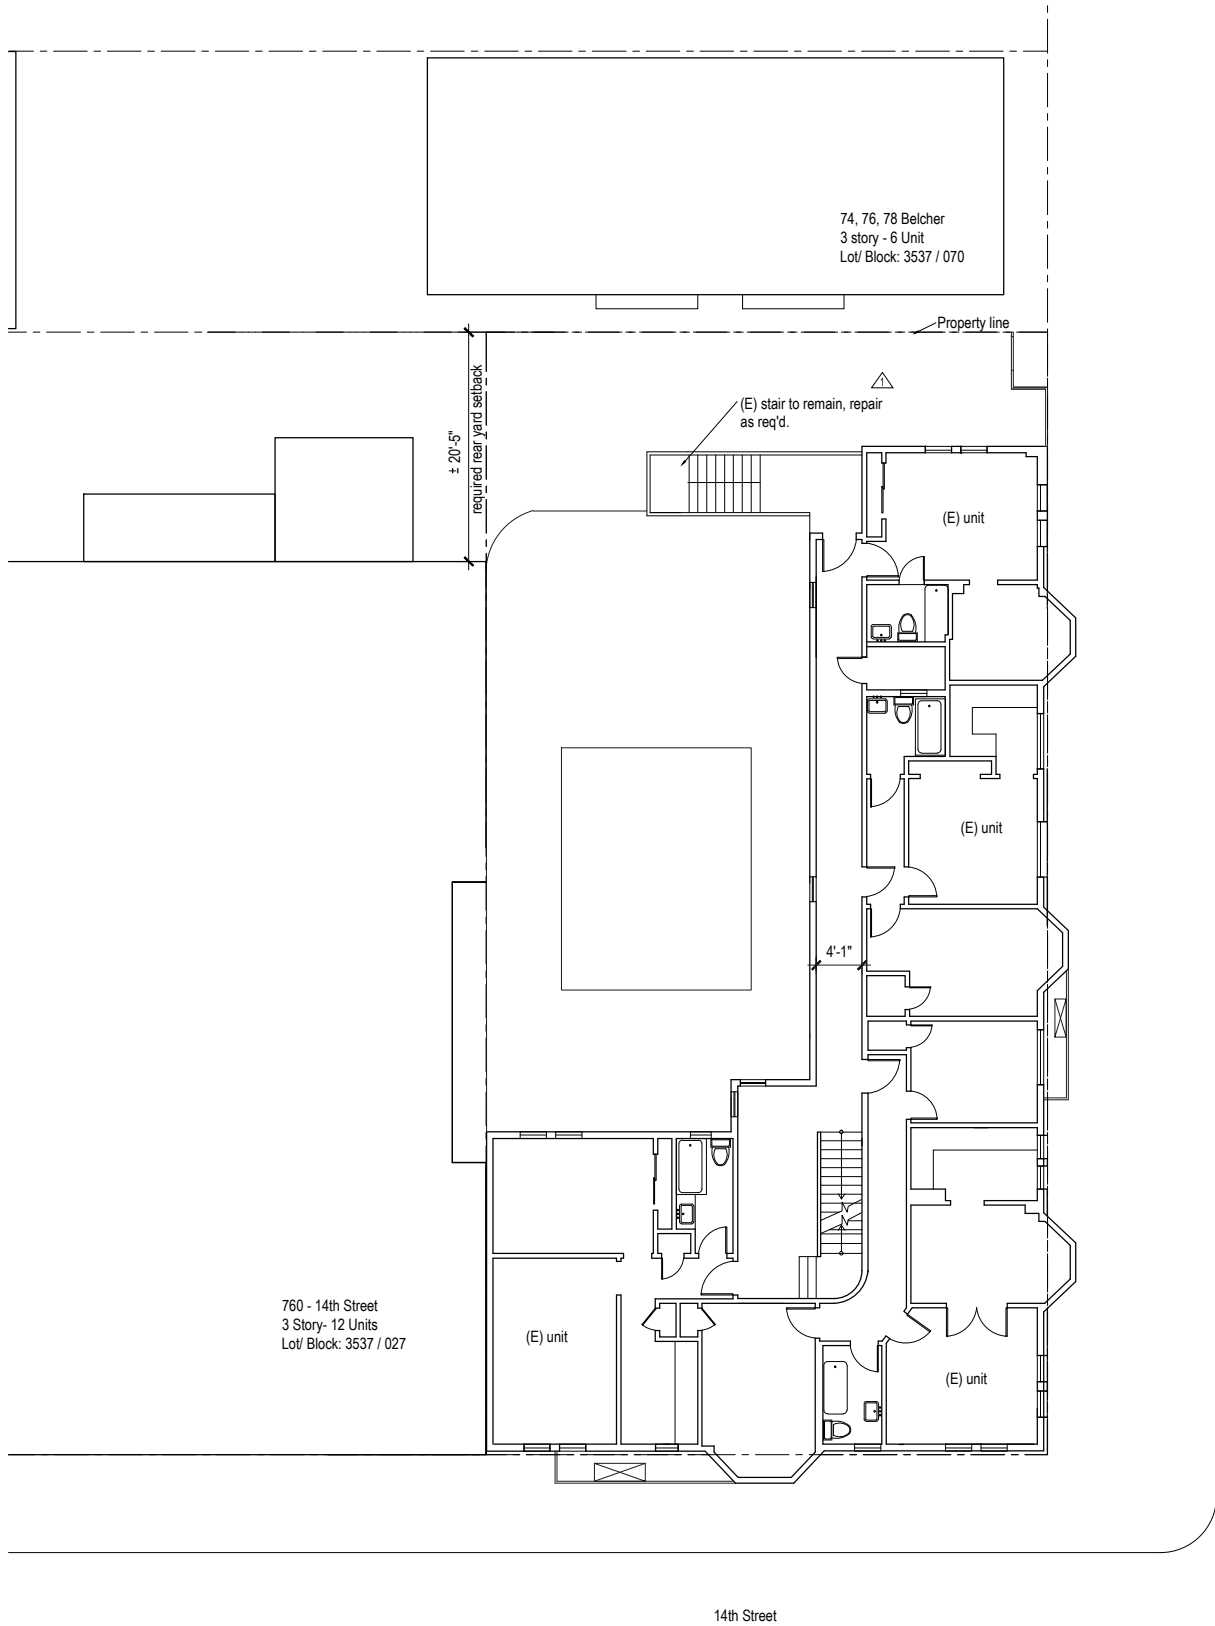 74, 76, 78 Belcher
3 story - 6 Unit
Lot/ Block: 3537 / 070
Property line
± 20'-5"
required rear yard setback
1
(E) stair to remain, repair
as req'd.
(E) unit
(E) unit
4'-1"
760 - 14th Street
3 Story- 12 Units
Lot/ Block: 3537 / 027
(E) unit
(E) unit
14th Street